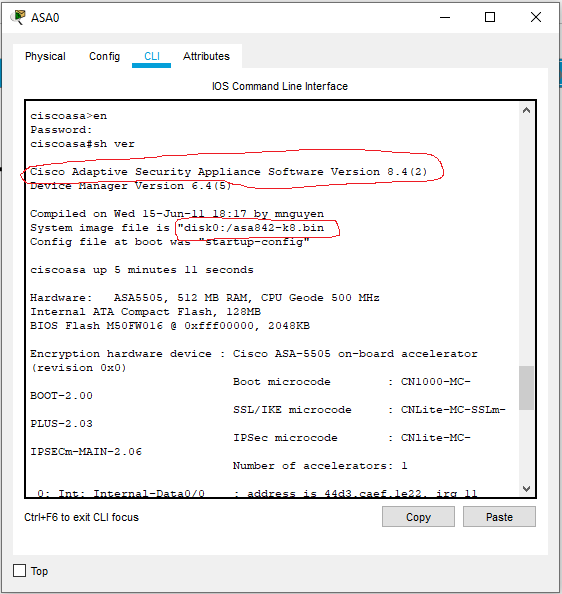 ASA0
Physical Config CLI Attributes
IOS Command Line Interface
ciscoasa>en
Password:
ciscoasa#sh ver
Cisco Adaptive Security Appliance Software Version 8.4(2)
Device Manager Version 6.4(5)
Compiled on Wed 15-Jun-11 18:17 by mnguyen
System image file is "disk0:/asa842-k8.bin
Config file at boot was "startup-config"
ciscoasa up 5 minutes 11 seconds
Hardware: ASA5505, 512 MB RAM, CPU Geode 500 MHz
Internal ATA Compact Flash, 128MB
BIOS Flash M50FW016 @ 0xfff00000, 2048KB
Encryption hardware device : Cisco ASA-5505 on-board accelerator
(revision 0x0)
Boot microcode : CN1000-MC-
BOOT-2.00
SSL/IKE microcode : CNLite-MC-SSLm-
PLUS-2.03
IPSec microcode : CNlite-MC-
IPSECm-MAIN-2.06
Number of accelerators: 1
0: Int: Internal-Data0/0 : address is 44d3.caef.1e22, irq 11
Ctrl+F6 to exit CLI focus
Copy Paste
Top